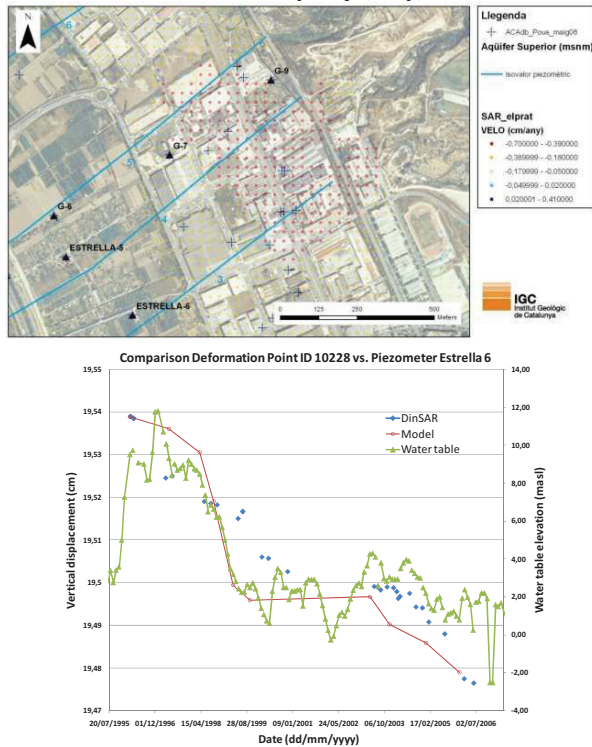 N
6
G-9
G-7
5
G-6
4
ESTRELLA-5
3
ESTRELLA-6
0 125 250 500
Meters
Llegenda
ACAdb_Pous_maig08
Aqüifer Superior (msnm)
Isovalor piezomètric
SAR_elprat
VELO (cm/any)
-0,700000 - -0,390000
-0,389999 - -0,180000
-0,179999 - -0,050000
-0,049999 - 0,020000
0,020001 - 0,410000
IGC
Institut Geològic
de Catalunya
Comparison Deformation Point ID 10228 vs. Piezometer Estrella 6
19,55
19,54
19,53
19,52
19,51
19,5
19,49
19,48
19,47
Vertical displacement (cm)
DinSAR
Model
Water table
14,00
12,00
10,00
8,00
6,00
4,00
2,00
0,00
-2,00
-4,00
Water table elevation (masl)
20/07/1995 01/12/1996 15/04/1998 28/08/1999 09/01/2001 24/05/2002 06/10/2003 17/02/2005 02/07/2006
Date (dd/mm/yyyy)